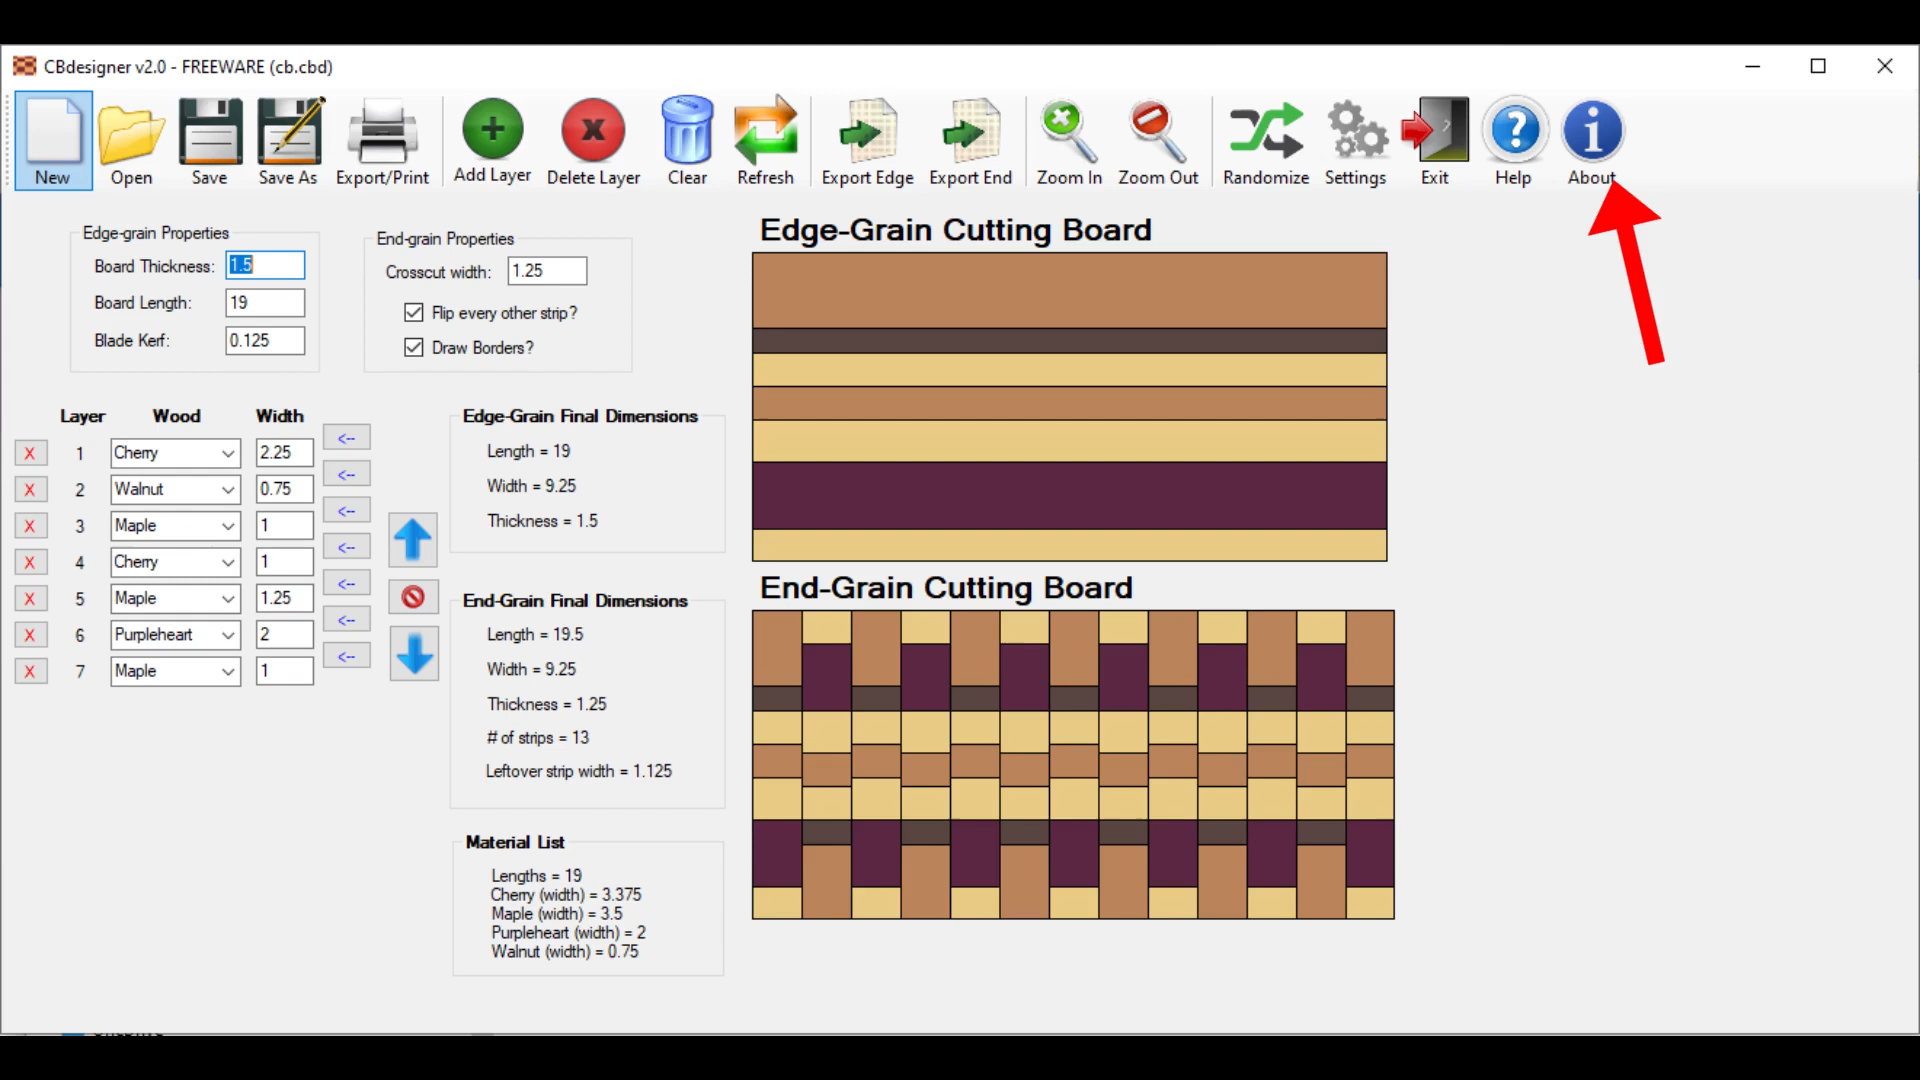 CBdesigner v2.0 - FREEWARE (cb.cbd)
New Open Save Save As Export/Print Add Layer Delete Layer Clear Refresh Export Edge Export End Zoom In Zoom Out Randomize Settings Exit Help About
Edge-grain Properties
Board Thickness: 1.5
Board Length: 19
Blade Kerf: 0.125
End-grain Properties
Crosscut width: 1.25
Flip every other strip?
Draw Borders?
Layer Wood Width
X 1 Cherry 2.25 <--
X 2 Walnut 0.75 <--
X 3 Maple 1 <--
X 4 Cherry 1 <--
X 5 Maple 1.25 <--
X 6 Purpleheart 2 <--
X 7 Maple 1 <--
Edge-Grain Final Dimensions
Length = 19
Width = 9.25
Thickness = 1.5
End-Grain Final Dimensions
Length = 19.5
Width = 9.25
Thickness = 1.25
# of strips = 13
Leftover strip width = 1.125
Material List
Lengths = 19
Cherry (width) = 3.375
Maple (width) = 3.5
Purpleheart (width) = 2
Walnut (width) = 0.75
Edge-Grain Cutting Board
End-Grain Cutting Board